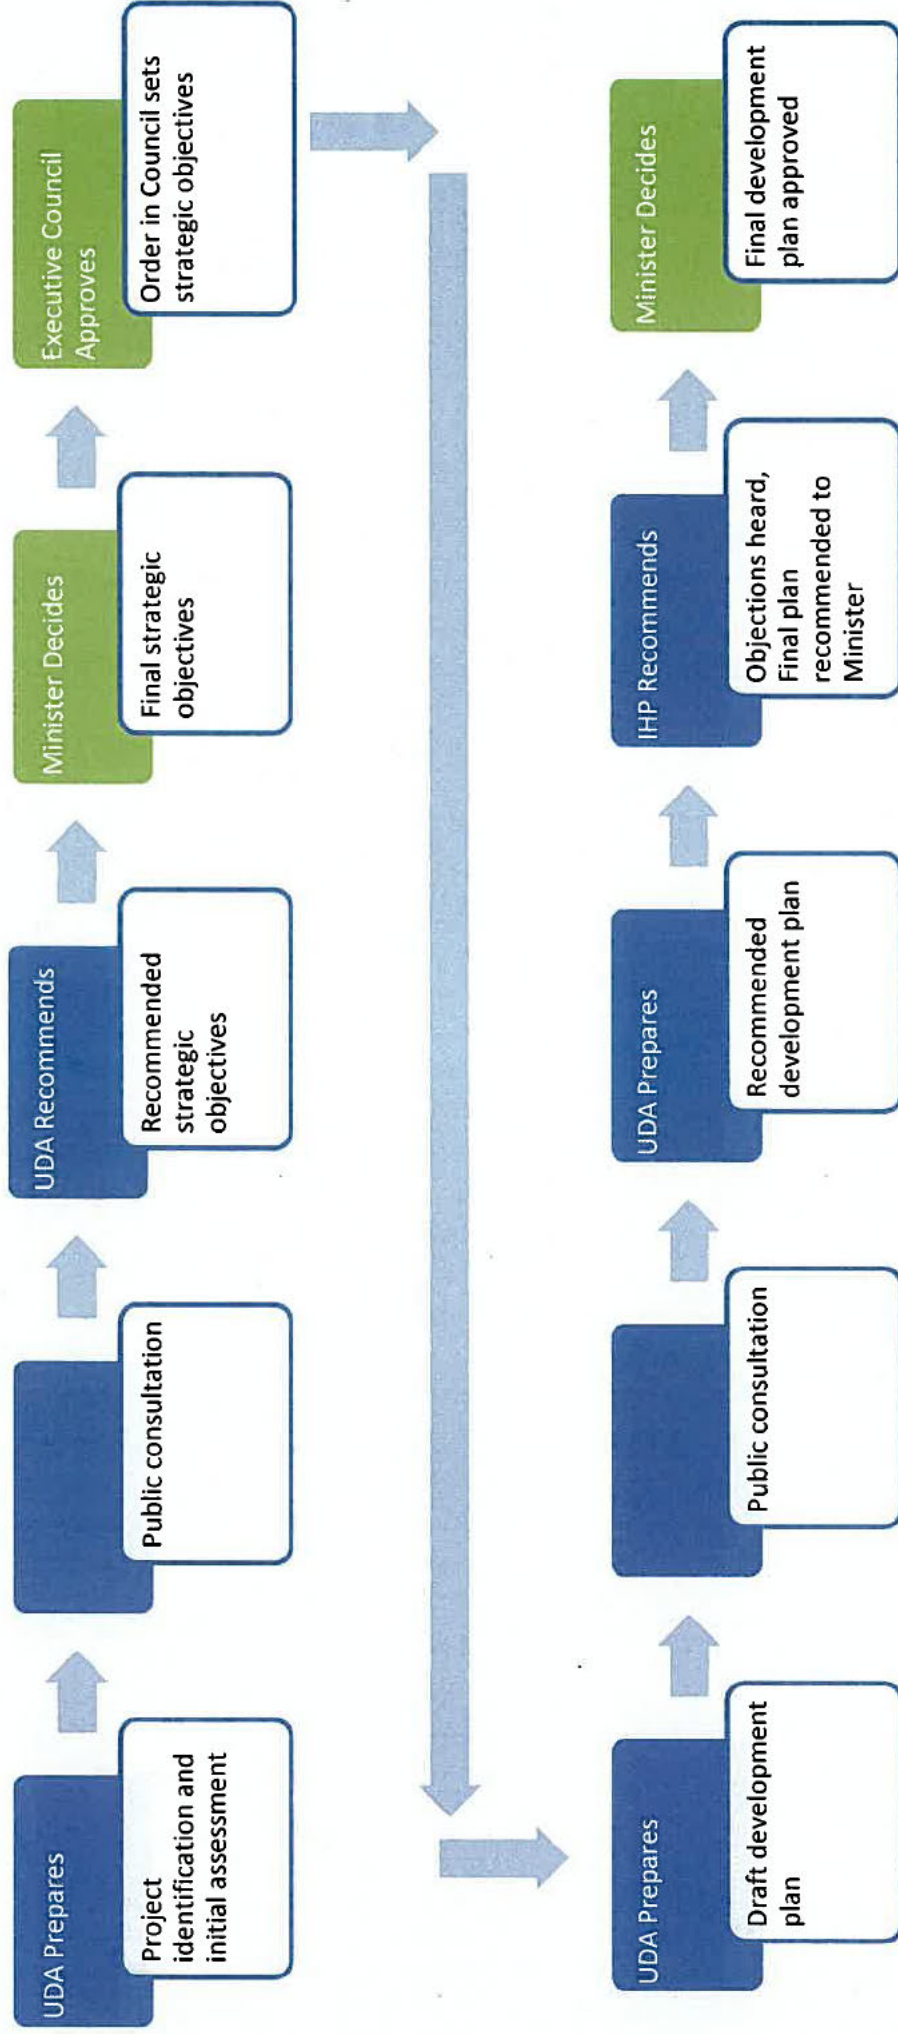 UDA Prepares
Project
identification and
initial assessment
Public consultation
UDA Recommends
Recommended
strategic
objectives
Minister Decides
Final strategic
objectives
Executive Council
Approves
Order in Council sets
strategic objectives
UDA Prepares
Draft development
plan
Public consultation
UDA Prepares
Recommended
development plan
IHP Recommends
Objections heard,
Final plan
recommended to
Minister
Minister Decides
Final development
plan approved